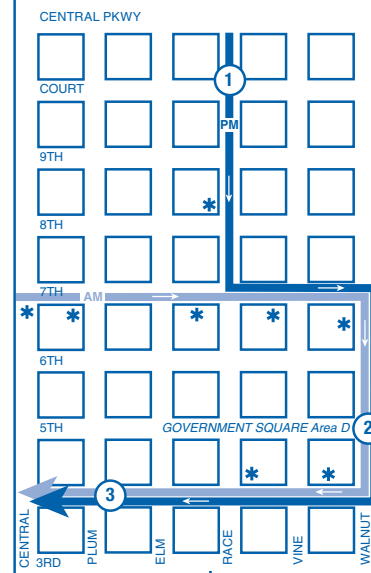 CENTRAL PKWY
1
COURT
PM
9TH
8TH
7TH
AM
6TH
5TH
GOVERNMENT SQUARE Area D
2
3
CENTRAL
3RD
PLUM
ELM
RACE
VINE
WALNUT